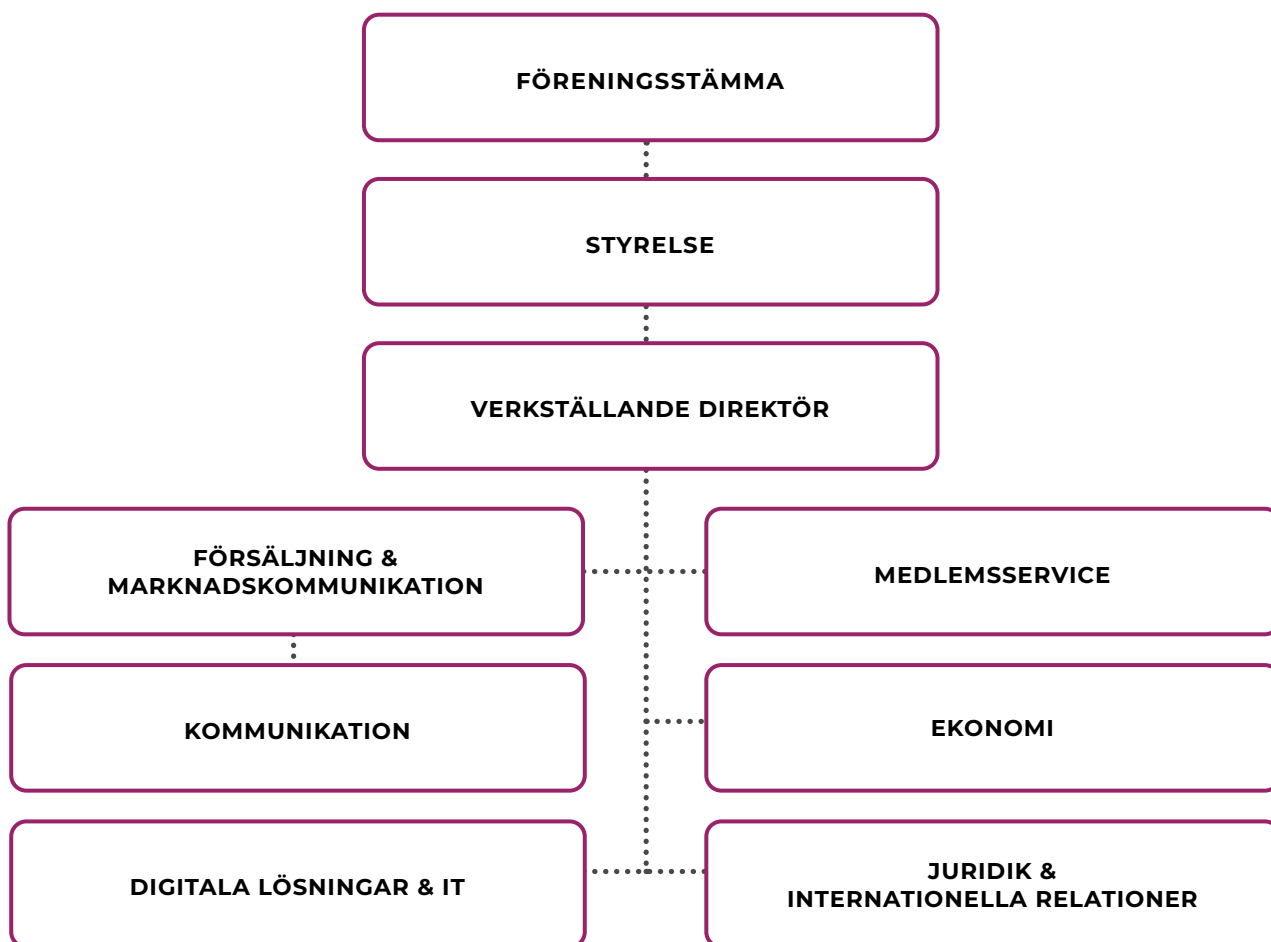 FÖRENINGSSTÄMMA
STYRELSE
VERKSTÄLLANDE DIREKTÖR
FÖRSÄLJNING &
MARKNADSKOMMUNIKATION
MEDLEMSSERVICE
KOMMUNIKATION
EKONOMI
DIGITALA LÖSNINGAR & IT
JURIDIK &
INTERNATIONELLA RELATIONER